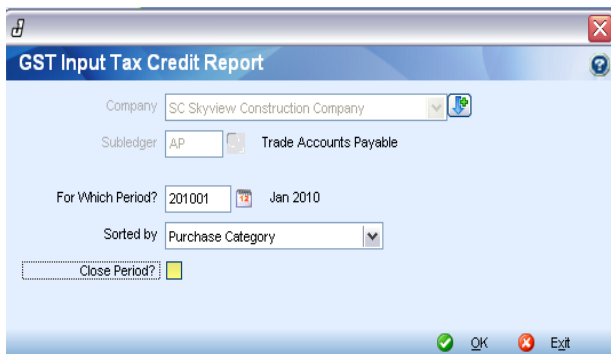 GST Input Tax Credit Report
Company SC Skyview Construction Company
Subledger AP Trade Accounts Payable
For Which Period? 201001 12 Jan 2010
Sorted by Purchase Category
Close Period?
OK Exit